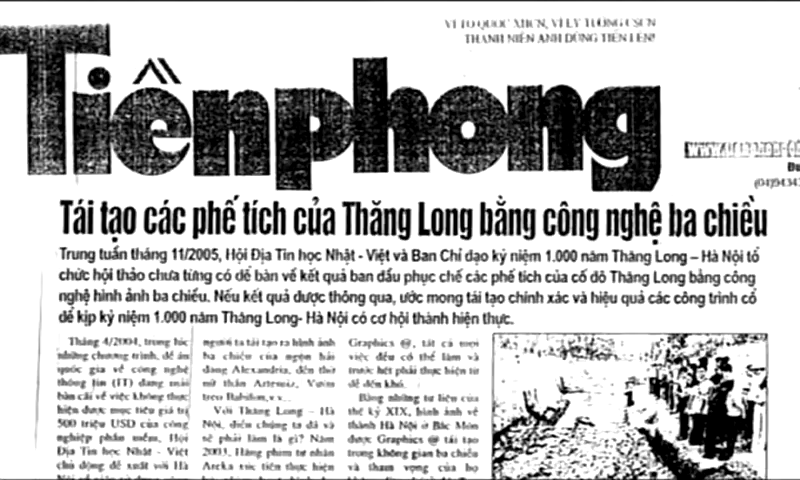 VÌ TỔ QUỐC XHCN, VÌ LÝ TƯỞNG CSCN
THANH NIÊN ANH DŨNG TIẾN LÊN!
Tiền phong
Tái tạo các phế tích của Thăng Long bằng công nghệ ba chiều
Trung tuần tháng 11/2005, Hội Địa Tin học Nhật - Việt và Ban Chỉ đạo kỷ niệm 1.000 năm Thăng Long – Hà Nội tổ
chức hội thảo chưa từng có để bàn về kết quả ban đầu phục chế các phế tích của cố đô Thăng Long bằng công
nghệ hình ảnh ba chiều. Nếu kết quả được thông qua, ước mong tái tạo chính xác và hiệu quả các công trình cổ
để kịp kỷ niệm 1.000 năm Thăng Long- Hà Nội có cơ hội thành hiện thực.
Tháng 4/2004, trong lúc
những chương trình, đề án
quốc gia về công nghệ
thông tin (IT) đang mải
bàn cãi về việc không thực
hiện được mục tiêu giá trị
500 triệu USD của công
nghiệp phần mềm, Hội
Địa Tin học Nhật - Việt
chủ động đề xuất với Hà
người ta tái tạo ra hình ảnh
ba chiều của ngọn hải
đăng Alexandria, đền thờ
nữ thần Artemiz, Vườn
treo Babilon, v.v...
Với Thăng Long - Hà
Nội, điều chúng ta đã và
sẽ phải làm là gì? Năm
2003, Hãng phim tư nhân
Areka xúc tiến thực hiện
Graphics @, tất cả mọi
việc đều có thể làm và
trước hết phải thực hiện từ
dễ đến khó.
Bằng những tư liệu của
thế kỷ XIX, hình ảnh về
thành Hà Nội ở Bắc Môn
được Graphics @ tái tạo
trong không gian ba chiều
và tham vọng của họ